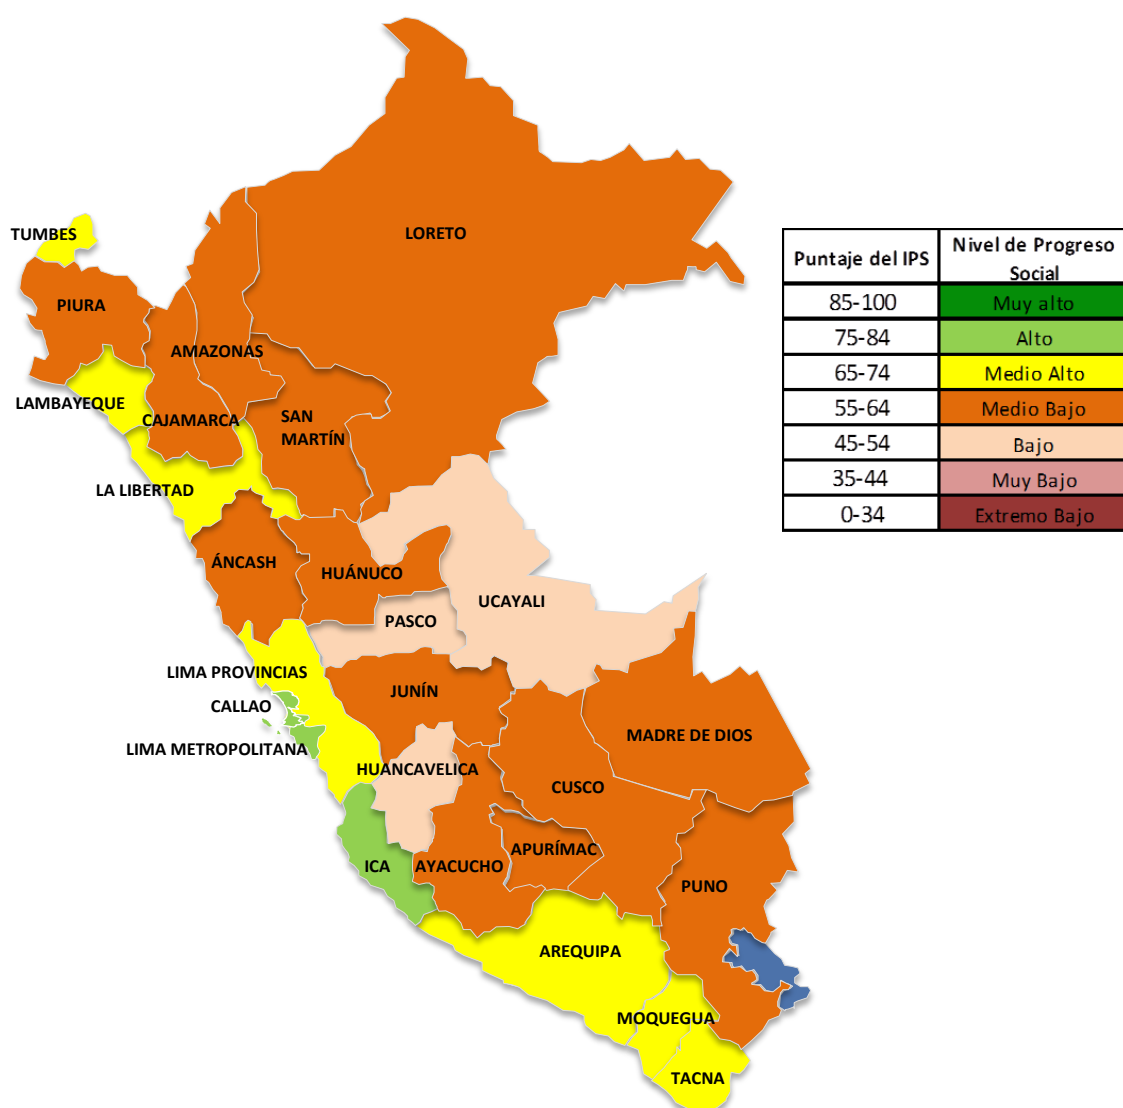 TUMBES
LORETO
PIURA
AMAZONAS
LAMBAYEQUE
CAJAMARCA
SAN
MARTÍN
LA LIBERTAD
ÁNCASH
HUÁNUCO
UCAYALI
PASCO
LIMA PROVINCIAS
JUNÍN
CALLAO
MADRE DE DIOS
LIMA METROPOLITANA
HUANCAVELICA
CUSCO
APURÍMAC
ICA
AYACUCHO
PUNO
AREQUIPA
MOQUEGUA
TACNA
Puntaje del IPS Nivel de Progreso
Social
85-100 Muy alto
75-84 Alto
65-74 Medio Alto
55-64 Medio Bajo
45-54 Bajo
35-44 Muy Bajo
0-34 Extremo Bajo